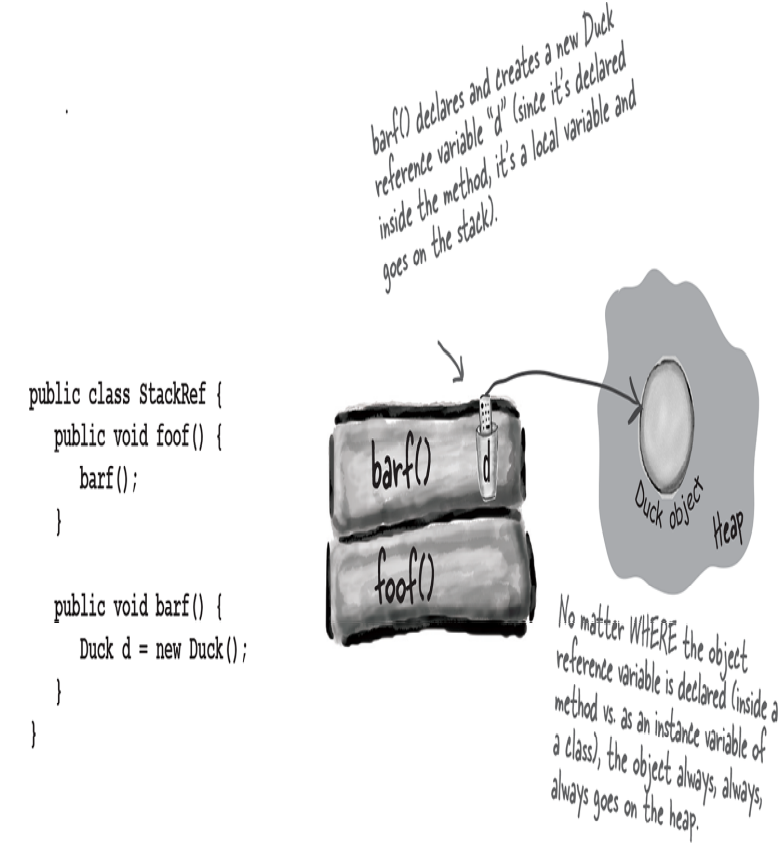 barf() declares and creates a new Duck
reference variable "d" (since it's declared
inside the method, it's a local variable and
goes on the stack).
public class StackRef {
public void foof() {
barf();
}
public void barf() {
Duck d = new Duck();
}
}
barf()
d
foof()
Duck object
Heap
No matter WHERE the object
reference variable is declared (inside a
method vs. as an instance variable of
a class), the object always, always,
always goes on the heap.